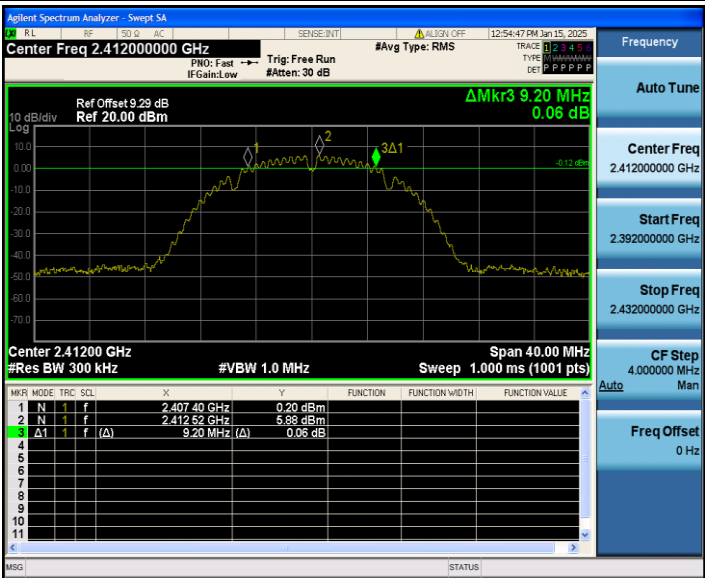 Agilent Spectrum Analyzer - Swept SA
RL RF 50 Ω AC SENSE:INT ALIGN OFF 12:54:47 PM Jan 15, 2025
Center Freq 2.412000000 GHz
#Avg Type: RMS
TRACE 1 2 3 4 5 6
PNO: Fast Trig: Free Run
TYPE M W W W W W
IFGain:Low #Atten: 30 dB
DET P P P P P P
Frequency
ΔMkr3 9.20 MHz
0.06 dB
Ref Offset 9.29 dB
10 dB/div Ref 20.00 dBm
Log
10.0
0.00
-10.0
-20.0
-30.0
-40.0
-50.0
-60.0
-70.0
1
2
3Δ1
-0.12 dBm
Center 2.41200 GHz Span 40.00 MHz
#Res BW 300 kHz #VBW 1.0 MHz Sweep 1.000 ms (1001 pts)
MKR MODE TRC SCL X Y FUNCTION FUNCTION WIDTH FUNCTION VALUE
1 N 1 f 2.407 40 GHz 0.20 dBm
2 N 1 f 2.412 52 GHz 5.88 dBm
3 Δ1 1 f (Δ) 9.20 MHz (Δ) 0.06 dB
4
5
6
7
8
9
10
11
MSG STATUS
Auto Tune
Center Freq
2.412000000 GHz
Start Freq
2.392000000 GHz
Stop Freq
2.432000000 GHz
CF Step
4.000000 MHz
Auto Man
Freq Offset
0 Hz